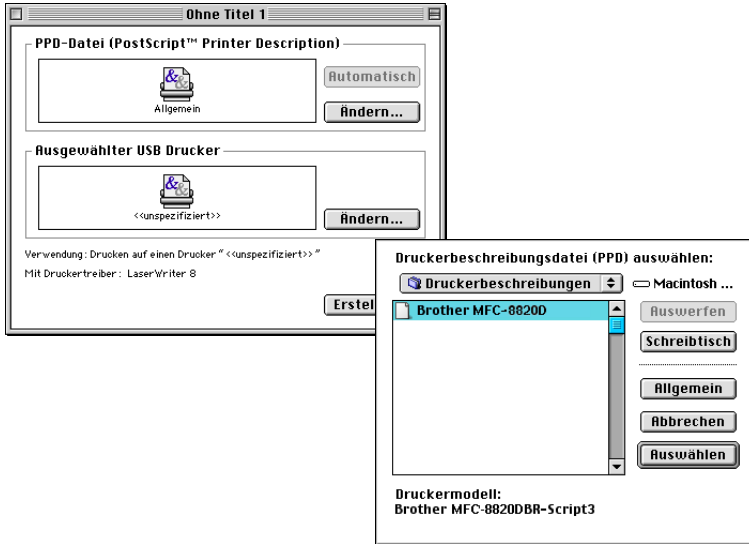 Ohne Titel 1
PPD-Datei (PostScript™ Printer Description)
Allgemein
Automatisch
Ändern...
Ausgewählter USB Drucker
<<unspezifiziert>>
Ändern...
Verwendung: Drucken auf einen Drucker "<<unspezifiziert>>"
Mit Druckertreiber: LaserWriter 8
Erstel
Druckerbeschreibungsdatei (PPD) auswählen:
Druckerbeschreibungen
Macintosh ...
Brother MFC-8820D
Auswerfen
Schreibtisch
Allgemein
Abbrechen
Auswählen
Druckermodell:
Brother MFC-8820DBR-Script3